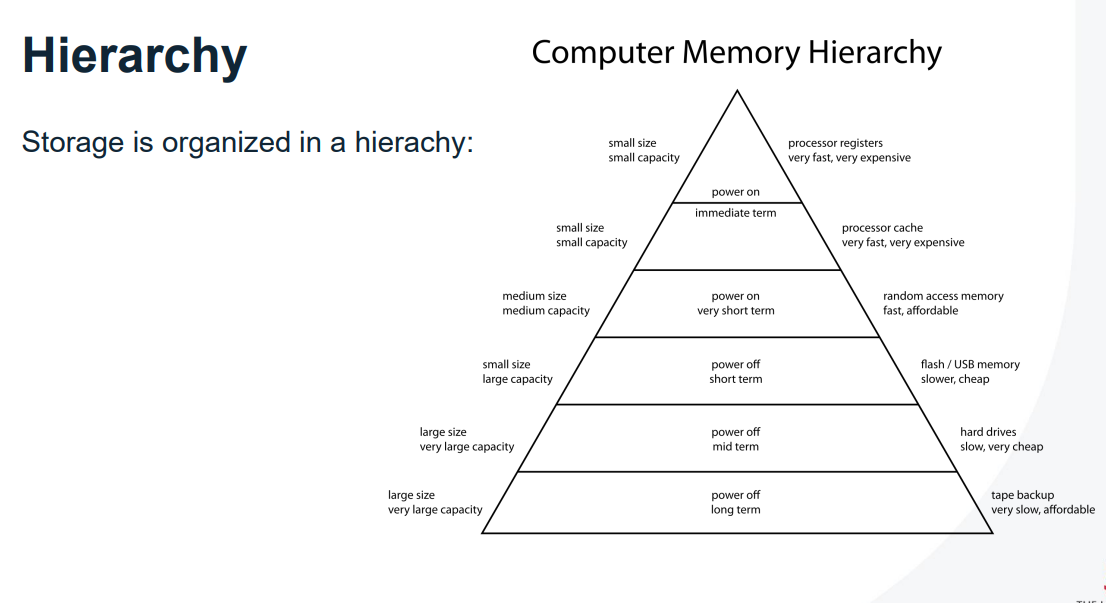 Hierarchy
Storage is organized in a hierachy:
Computer Memory Hierarchy
small size
small capacity
processor registers
very fast, very expensive
power on
immediate term
small size
small capacity
processor cache
very fast, very expensive
medium size
medium capacity
power on
very short term
random access memory
fast, affordable
small size
large capacity
power off
short term
flash / USB memory
slower, cheap
large size
very large capacity
power off
mid term
hard drives
slow, very cheap
large size
very large capacity
power off
long term
tape backup
very slow, affordable